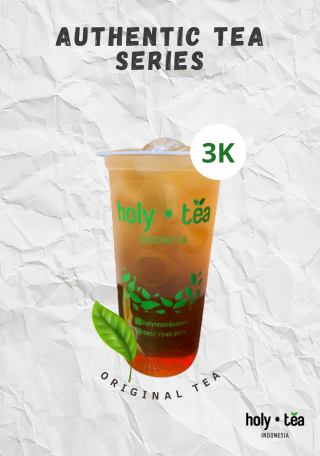 AUTHENTIC TEA
SERIES
3K
holy • tea
INDONESIA
ORIGINAL TEA
holy • tea
INDONESIA